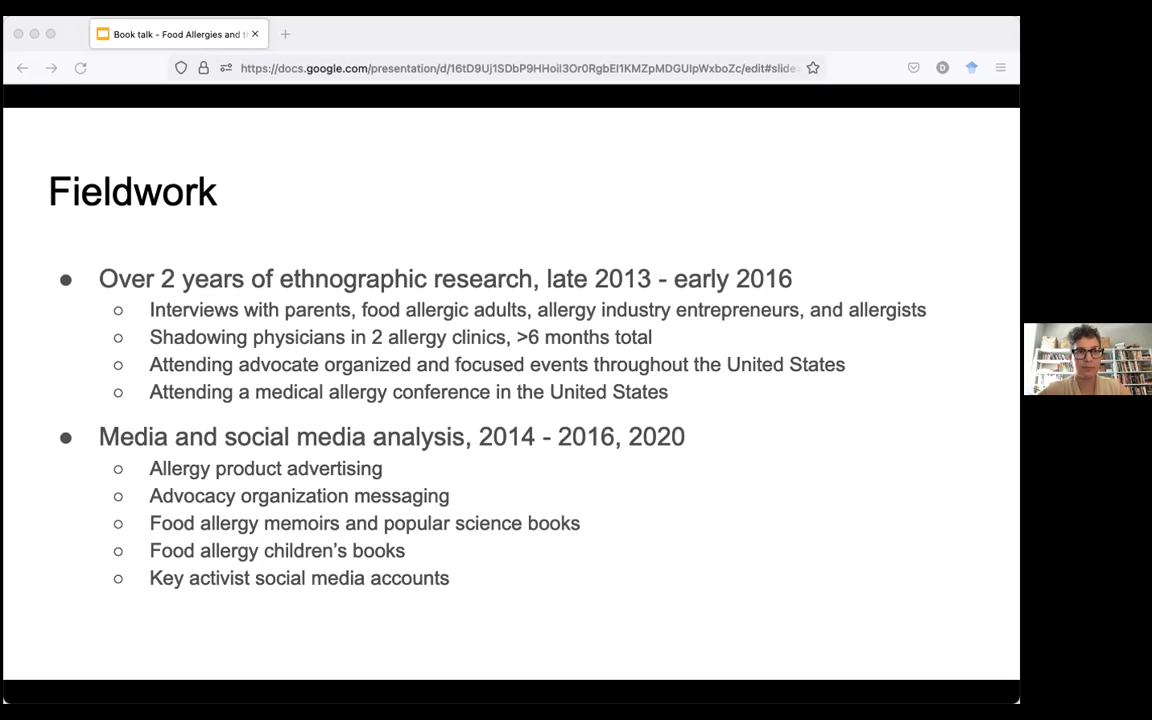 Book talk - Food Allergies and t
https://docs.google.com/presentation/d/16tD9Uj1SDbP9HHoil3Or0RgbEI1KMZpMDGUIpWxboZc/edit#slide
D
Fieldwork
● Over 2 years of ethnographic research, late 2013 - early 2016
○ Interviews with parents, food allergic adults, allergy industry entrepreneurs, and allergists
○ Shadowing physicians in 2 allergy clinics, >6 months total
○ Attending advocate organized and focused events throughout the United States
○ Attending a medical allergy conference in the United States
● Media and social media analysis, 2014 - 2016, 2020
○ Allergy product advertising
○ Advocacy organization messaging
○ Food allergy memoirs and popular science books
○ Food allergy children’s books
○ Key activist social media accounts